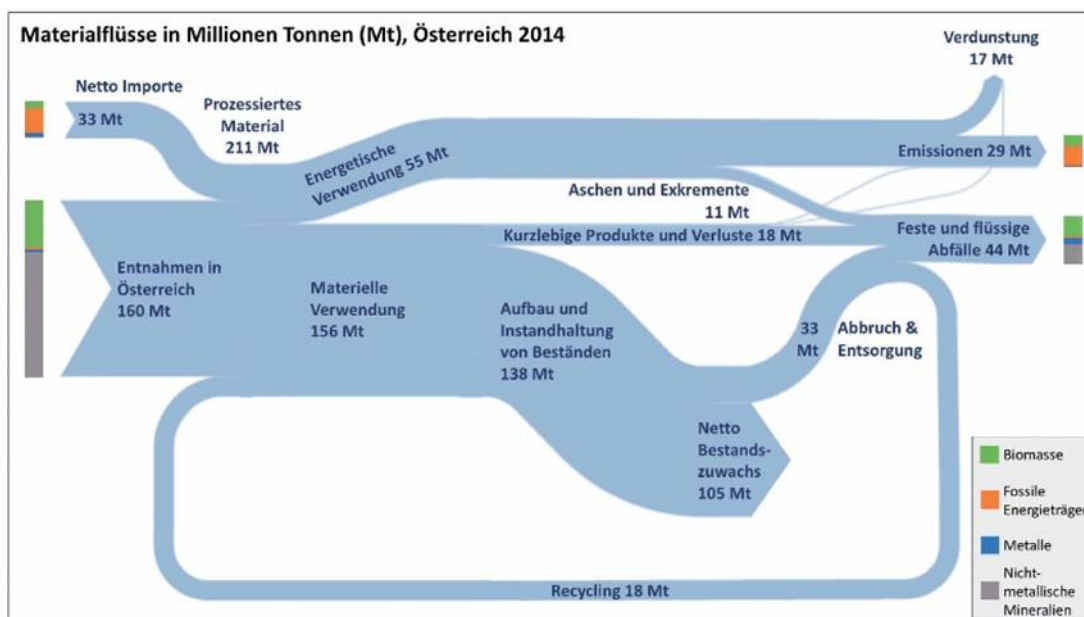 Materialflüsse in Millionen Tonnen (Mt), Österreich 2014
Verdunstung
17 Mt
Netto Importe
33 Mt
Prozessiertes
Material
211 Mt
Energetische
Verwendung 55 Mt
Emissionen 29 Mt
Aschen und Exkremente
11 Mt
Kurzlebige Produkte und Verluste 18 Mt
Feste und flüssige
Abfälle 44 Mt
Entnahmen in
Österreich
160 Mt
Materielle
Verwendung
156 Mt
Aufbau und
Instandhaltung
von Beständen
138 Mt
33
Mt
Abbruch &
Entsorgung
Netto
Bestands-
zuwachs
105 Mt
Recycling 18 Mt
Biomasse
Fossile
Energieträger
Metalle
Nicht-
metallische
Mineralien